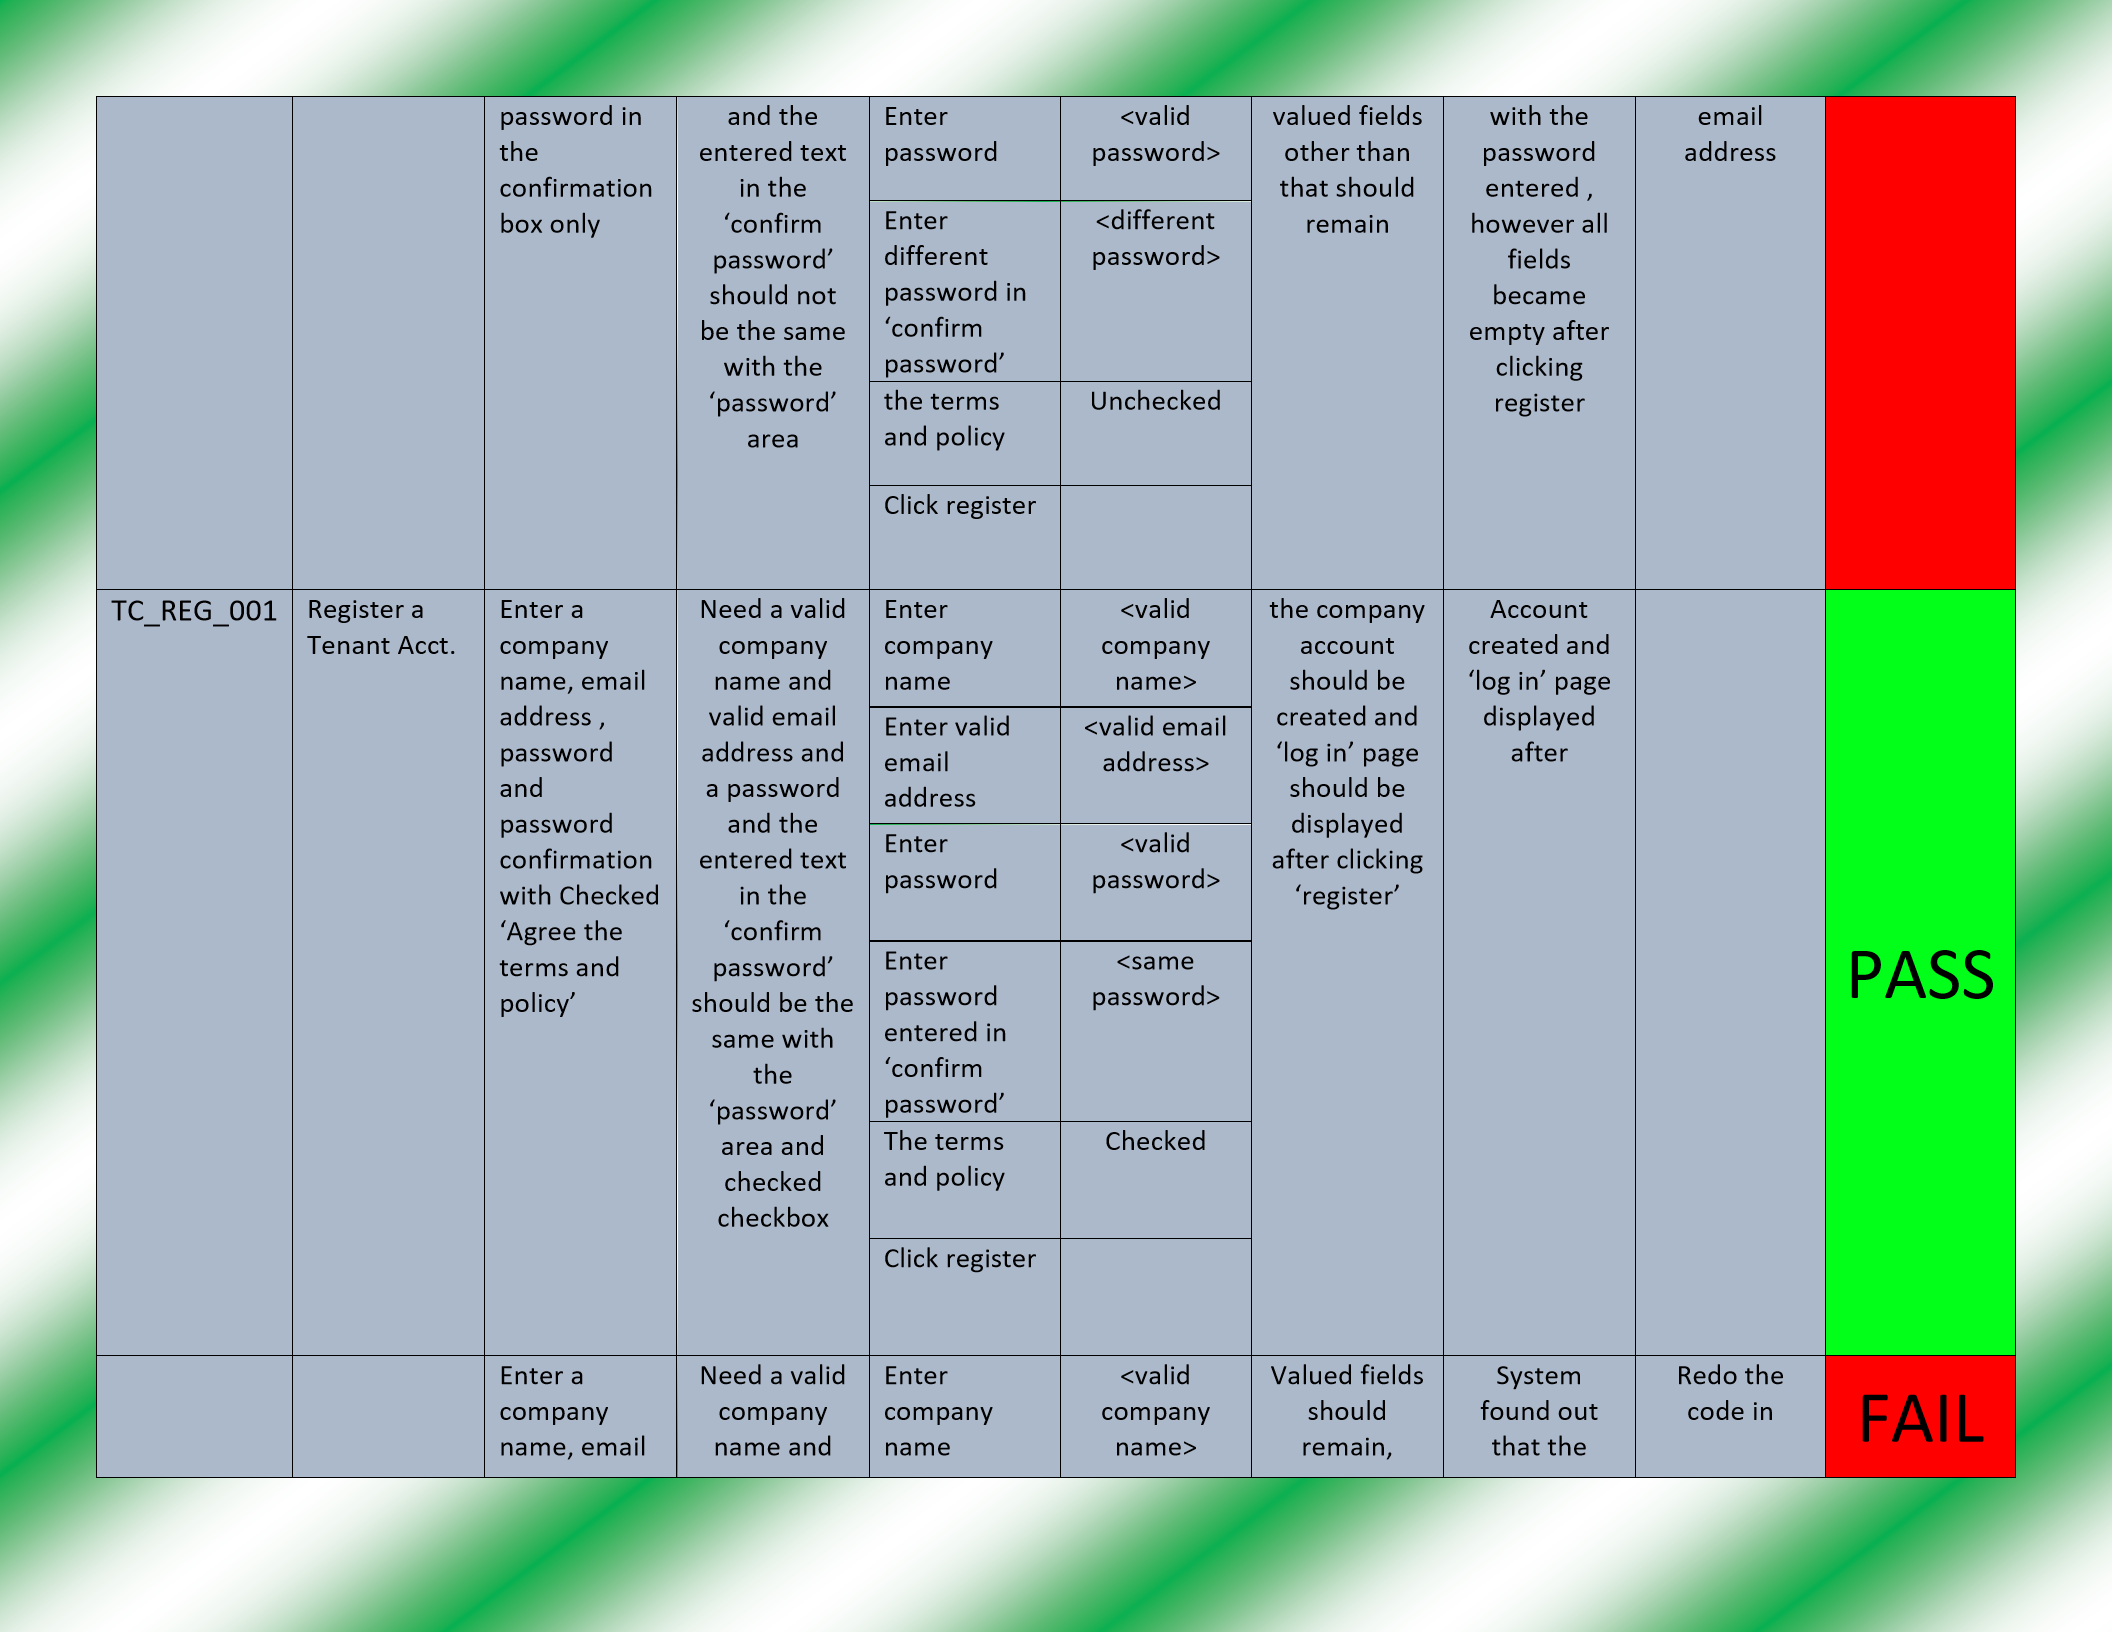 password in
the
confirmation
box only
and the
entered text
in the
‘confirm
password’
should not
be the same
with the
‘password’
area
Enter
password
<valid
password>
Enter
different
password in
‘confirm
password’
<different
password>
the terms
and policy
Unchecked
Click register
valued fields
other than
that should
remain
with the
password
entered ,
however all
fields
became
empty after
clicking
register
email
address
TC_REG_001
Register a
Tenant Acct.
Enter a
company
name, email
address ,
password
and
password
confirmation
with Checked
‘Agree the
terms and
policy’
Need a valid
company
name and
valid email
address and
a password
and the
entered text
in the
‘confirm
password’
should be the
same with
the
‘password’
area and
checked
checkbox
Enter
company
name
<valid
company
name>
Enter valid
email
address
<valid email
address>
Enter
password
<valid
password>
Enter
password
entered in
‘confirm
password’
<same
password>
The terms
and policy
Checked
Click register
the company
account
should be
created and
‘log in’ page
should be
displayed
after clicking
‘register’
Account
created and
‘log in’ page
displayed
after
PASS
Enter a
company
name, email
Need a valid
company
name and
Enter
company
name
<valid
company
name>
Valued fields
should
remain,
System
found out
that the
Redo the
code in
FAIL